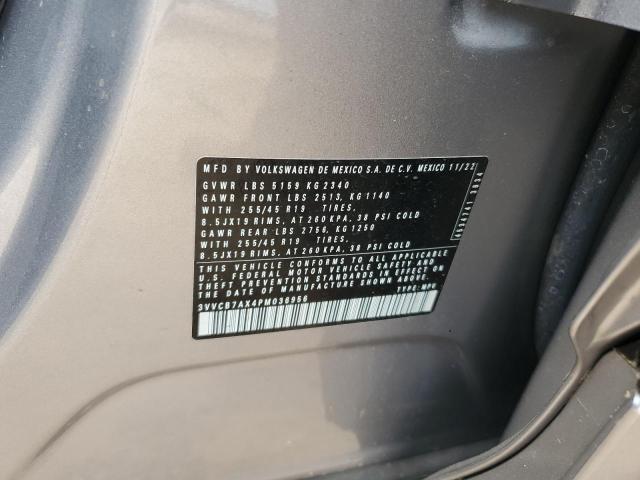 MFD BY VOLKSWAGEN DE MEXICO S.A. DE C.V. MEXICO 11/22
GVWR LBS 5159 KG 2340
GAWR FRONT LBS 2513, KG 1140
WITH 255/45 R19 TIRES.
8.5JX19 RIMS, AT 260 KPA, 38 PSI COLD
GAWR REAR LBS 2756, KG 1250
WITH 255/45 R19 TIRES.
8.5JX19 RIMS, AT 260 KPA, 38 PSI COLD
THIS VEHICLE CONFORMS TO ALL APPLICABLE
U.S. FEDERAL MOTOR VEHICLE SAFETY AND
THEFT PREVENTION STANDARDS IN EFFECT ON
DATE OF MANUFACTURE SHOWN ABOVE.
3VVCB7AX4PM036956 TYPE: MPV